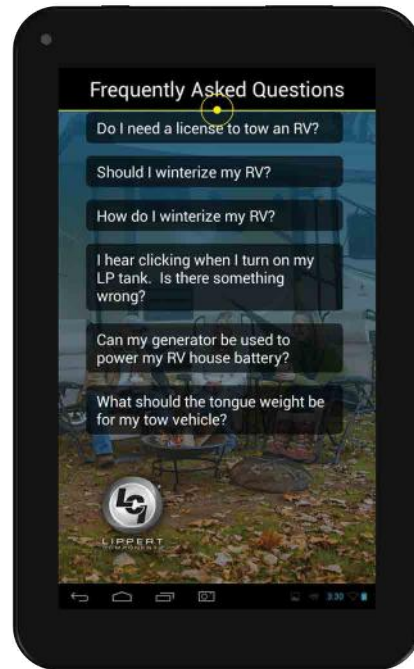 Frequently Asked Questions
Do I need a license to tow an RV?
Should I winterize my RV?
How do I winterize my RV?
I hear clicking when I turn on my
LP tank.  Is there something
wrong?
Can my generator be used to
power my RV house battery?
What should the tongue weight be
for my tow vehicle?
LCI
LIPPERT
COMPONENTS
3:30